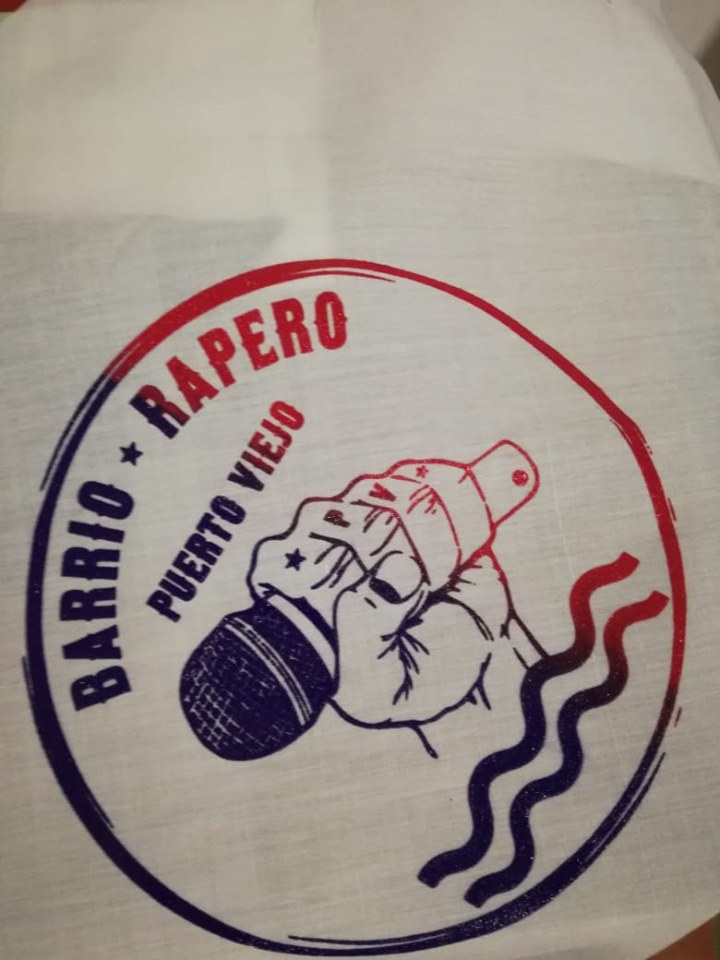 BARRIO ★ RAPERO
PUERTO VIEJO
★ P V ★